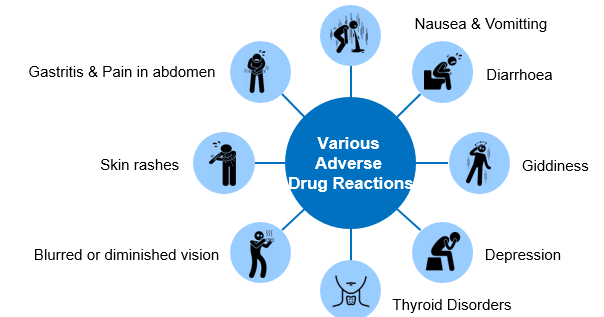 Nausea & Vomitting
Gastritis & Pain in abdomen
Diarrhoea
Various
Adverse
Drug Reactions
Skin rashes
Giddiness
Blurred or diminished vision
Depression
Thyroid Disorders